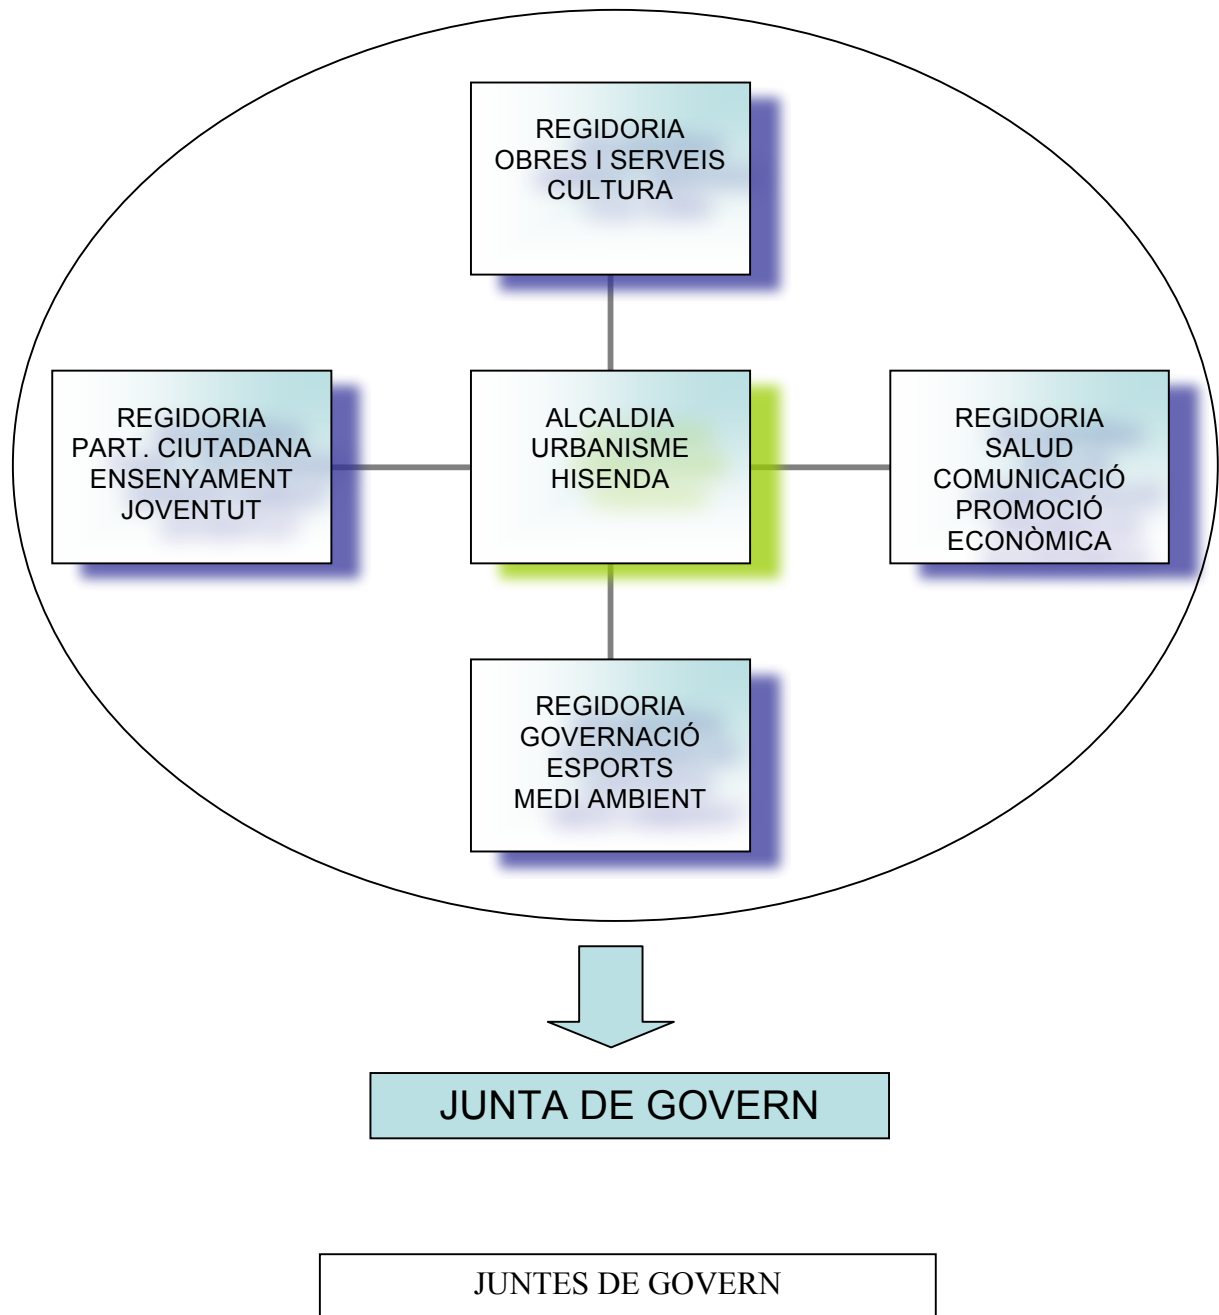 REGIDORIA
OBRES I SERVEIS
CULTURA
REGIDORIA
PART. CIUTADANA
ENSENYAMENT
JOVENTUT
ALCALDIA
URBANISME
HISENDA
REGIDORIA
SALUD
COMUNICACIÓ
PROMOCIÓ
ECONÒMICA
REGIDORIA
GOVERNACIÓ
ESPORTS
MEDI AMBIENT
JUNTA DE GOVERN
JUNTES DE GOVERN